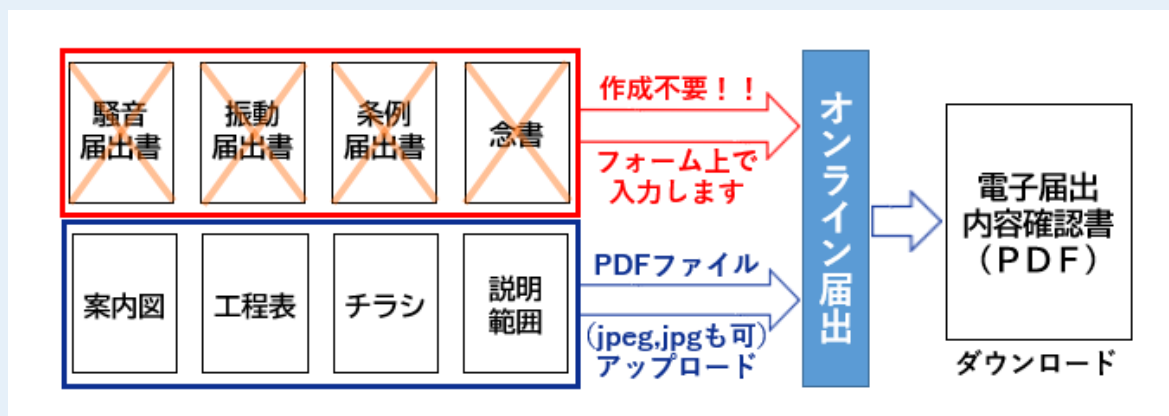 騒音
届出書
振動
届出書
条例
届出書
念書
作成不要！！
フォーム上で
入力します
案内図
工程表
チラシ
説明
範囲
PDFファイル
(jpeg,jpgも可)
アップロード
オンライン届出
電子届出
内容確認書
(ＰＤＦ)
ダウンロード